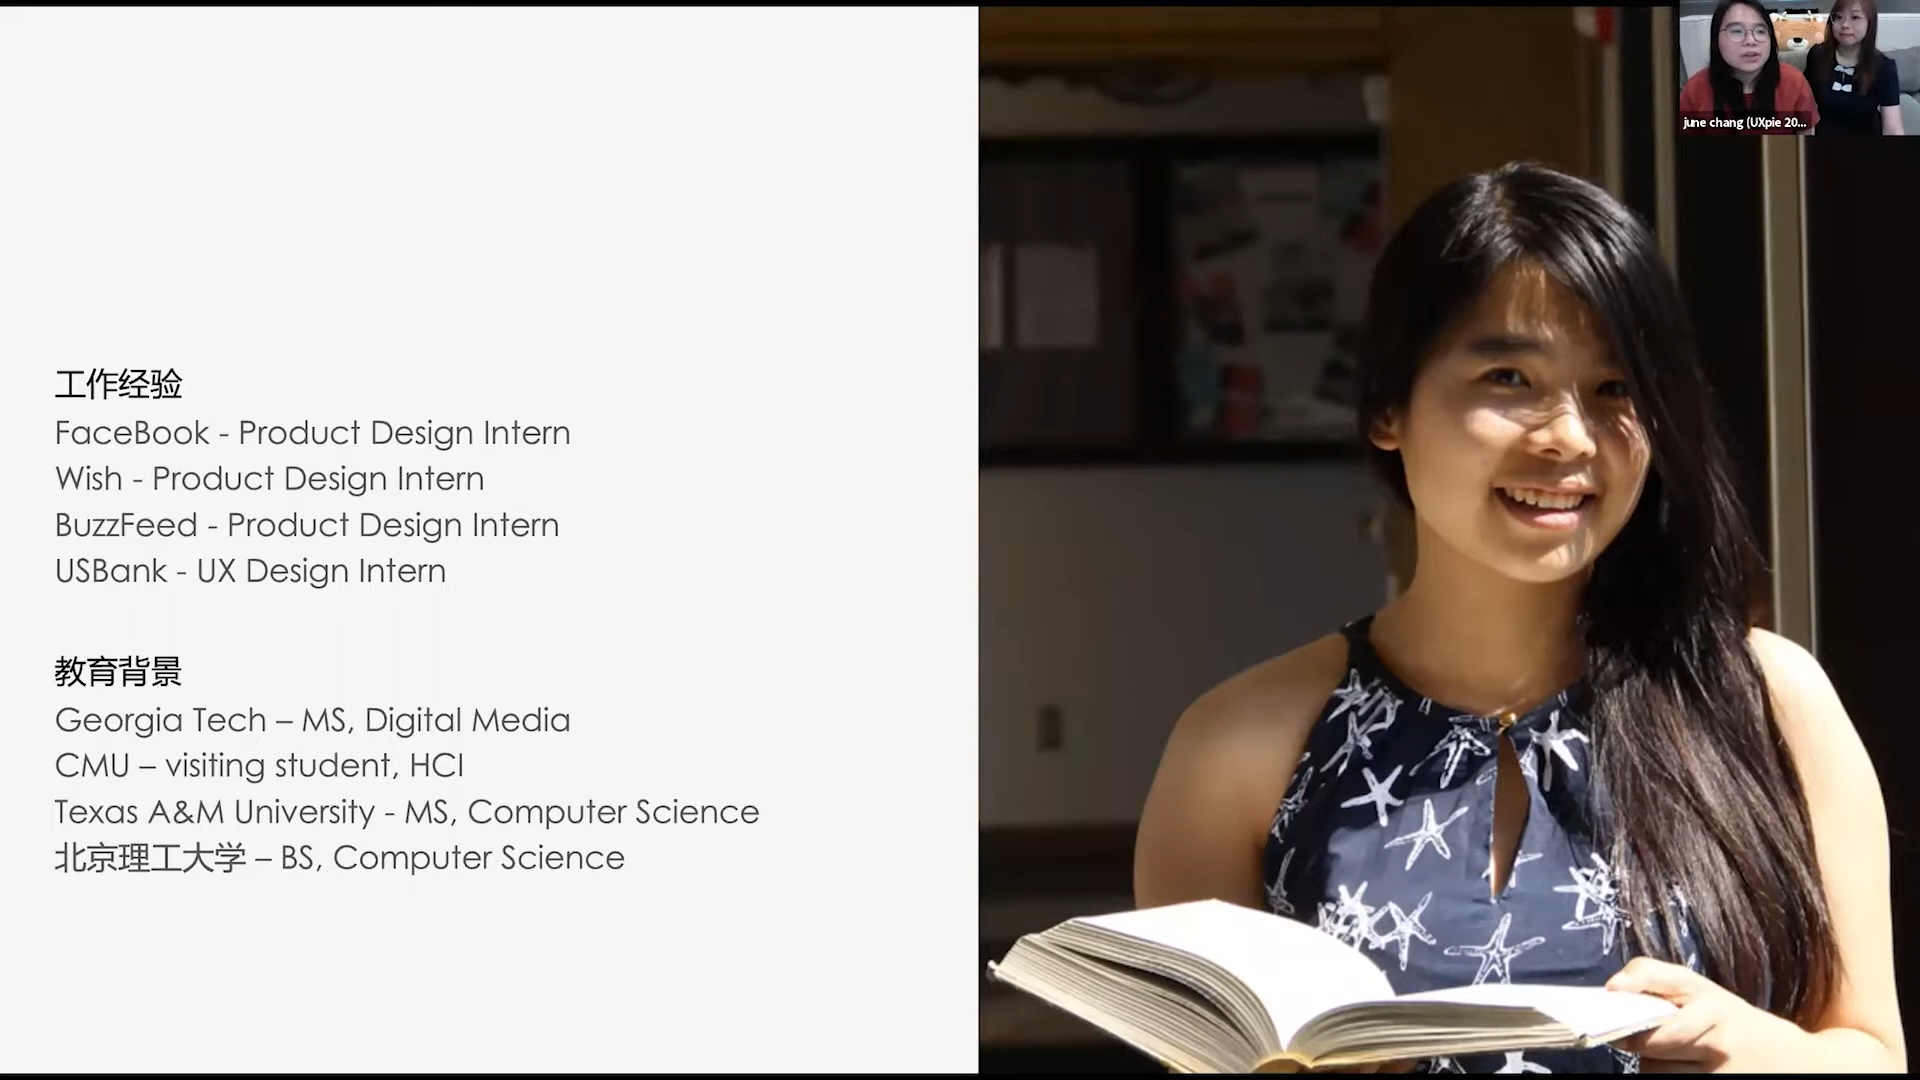 工作经验
FaceBook - Product Design Intern
Wish - Product Design Intern
BuzzFeed - Product Design Intern
USBank - UX Design Intern
教育背景
Georgia Tech – MS, Digital Media
CMU – visiting student, HCI
Texas A&M University - MS, Computer Science
北京理工大学 – BS, Computer Science
june chang (UXpie 20...